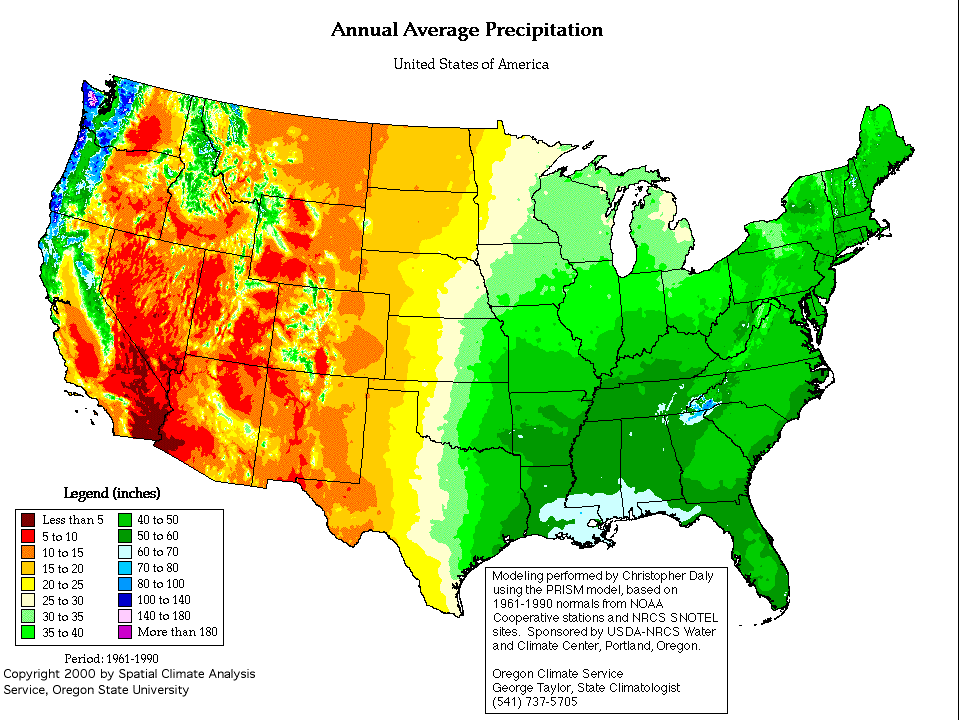 Annual Average Precipitation
United States of America
Legend (inches)
Less than 5
5 to 10
10 to 15
15 to 20
20 to 25
25 to 30
30 to 35
35 to 40
40 to 50
50 to 60
60 to 70
70 to 80
80 to 100
100 to 140
140 to 180
More than 180
Period: 1961-1990
Copyright 2000 by Spatial Climate Analysis
Service, Oregon State University
Modeling performed by Christopher Daly
using the PRISM model, based on
1961-1990 normals from NOAA
Cooperative stations and NRCS SNOTEL
sites. Sponsored by USDA-NRCS Water
and Climate Center, Portland, Oregon.
Oregon Climate Service
George Taylor, State Climatologist
(541) 737-5705